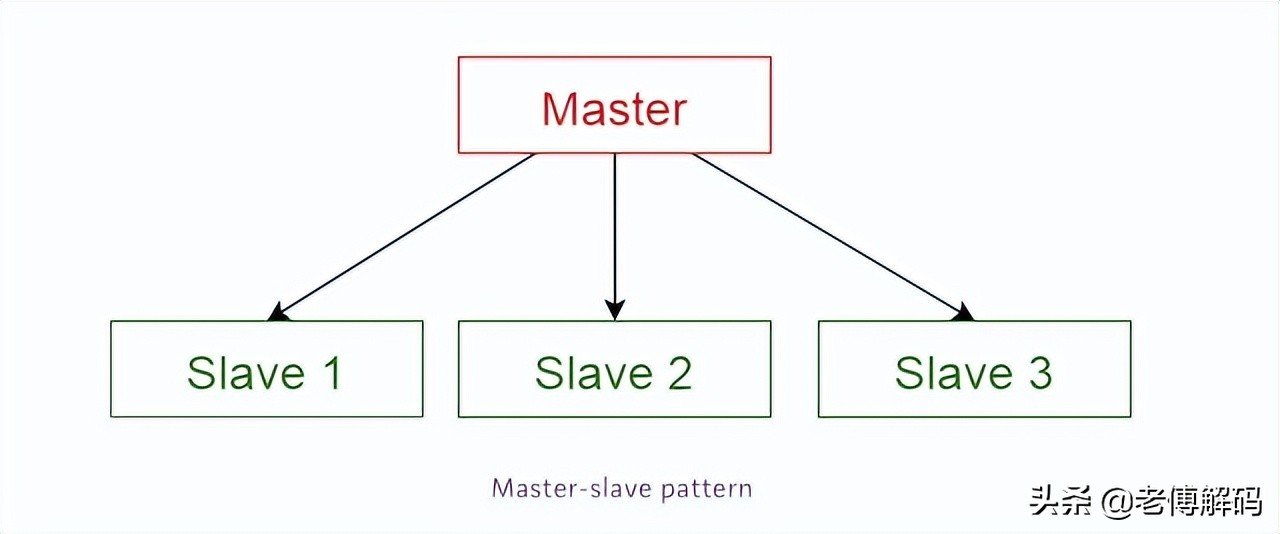 Master
Slave 1
Slave 2
Slave 3
Master-slave pattern
头条 @老傅解码